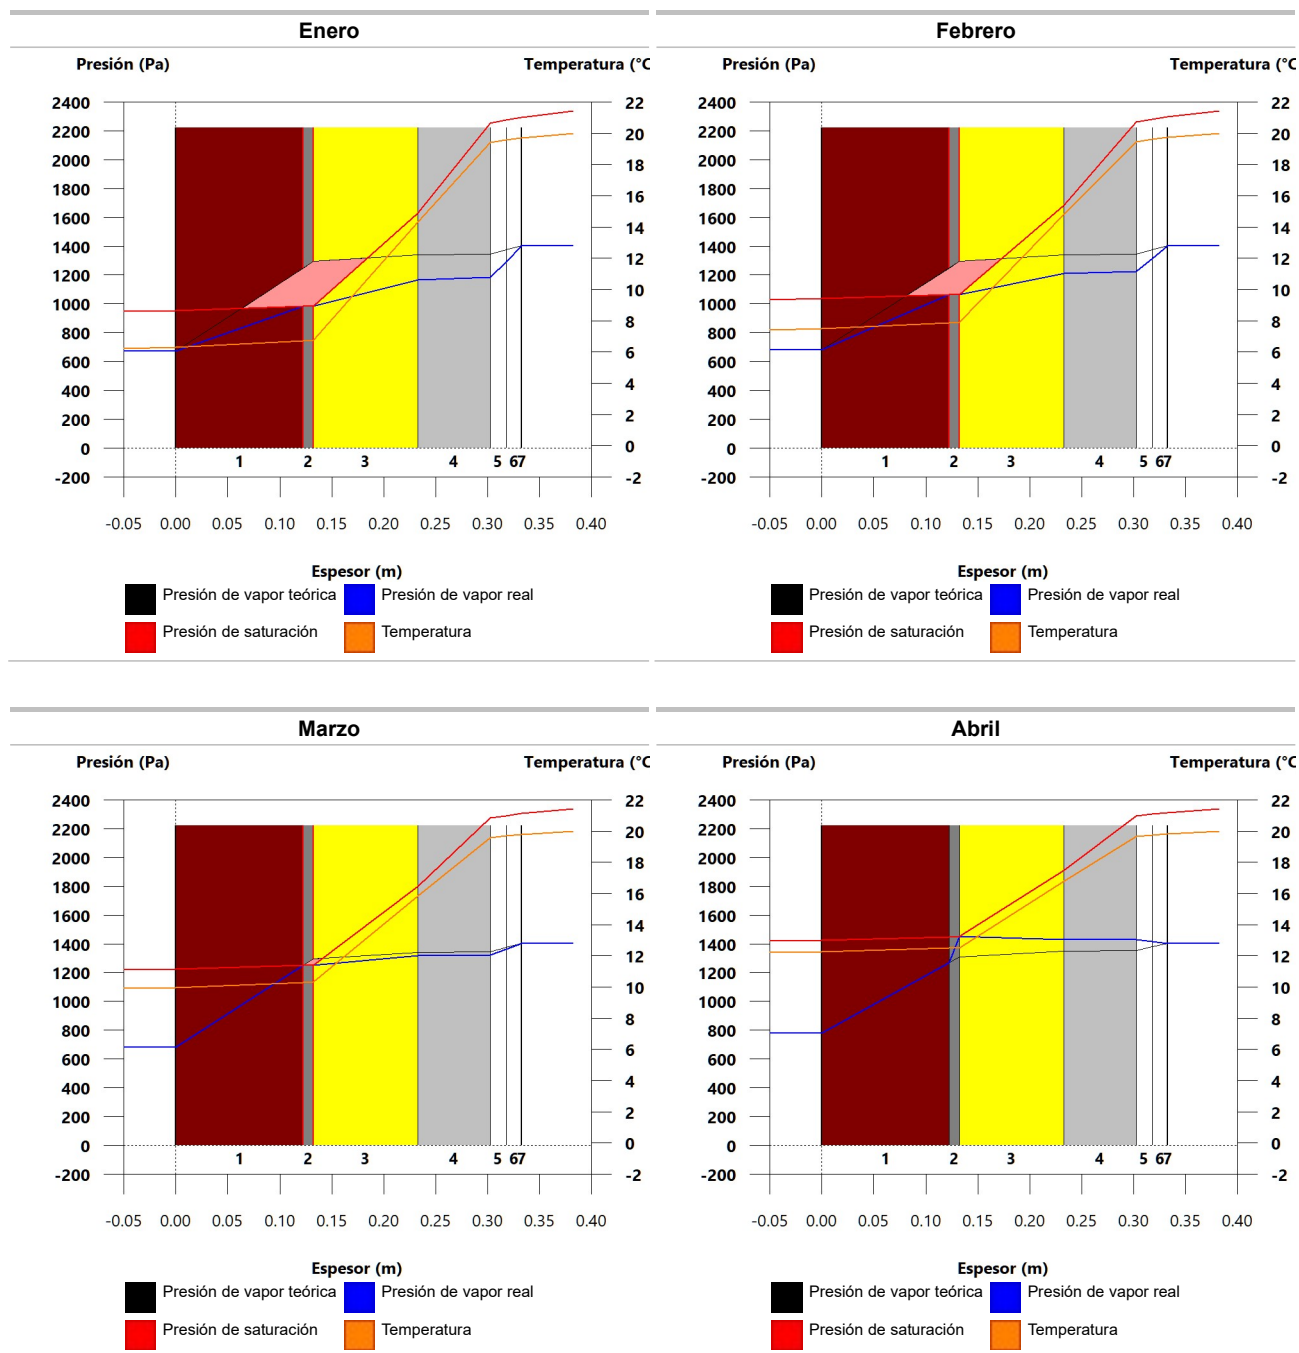 Enero
Presión (Pa) Temperatura (°C
2400 22
2200 20
2000 18
1800 16
1600 14
1400 12
1200 10
1000 8
800 6
600 4
400 2
200 0
0 -2
-200
1 2 3 4 5 67
-0.05 0.00 0.05 0.10 0.15 0.20 0.25 0.30 0.35 0.40
Espesor (m)
Presión de vapor teórica Presión de vapor real
Presión de saturación Temperatura
Febrero
Presión (Pa) Temperatura (°C
2400 22
2200 20
2000 18
1800 16
1600 14
1400 12
1200 10
1000 8
800 6
600 4
400 2
200 0
0 -2
-200
1 2 3 4 5 67
-0.05 0.00 0.05 0.10 0.15 0.20 0.25 0.30 0.35 0.40
Espesor (m)
Presión de vapor teórica Presión de vapor real
Presión de saturación Temperatura
Marzo
Presión (Pa) Temperatura (°C
2400 22
2200 20
2000 18
1800 16
1600 14
1400 12
1200 10
1000 8
800 6
600 4
400 2
200 0
0 -2
-200
1 2 3 4 5 67
-0.05 0.00 0.05 0.10 0.15 0.20 0.25 0.30 0.35 0.40
Espesor (m)
Presión de vapor teórica Presión de vapor real
Presión de saturación Temperatura
Abril
Presión (Pa) Temperatura (°C
2400 22
2200 20
2000 18
1800 16
1600 14
1400 12
1200 10
1000 8
800 6
600 4
400 2
200 0
0 -2
-200
1 2 3 4 5 67
-0.05 0.00 0.05 0.10 0.15 0.20 0.25 0.30 0.35 0.40
Espesor (m)
Presión de vapor teórica Presión de vapor real
Presión de saturación Temperatura